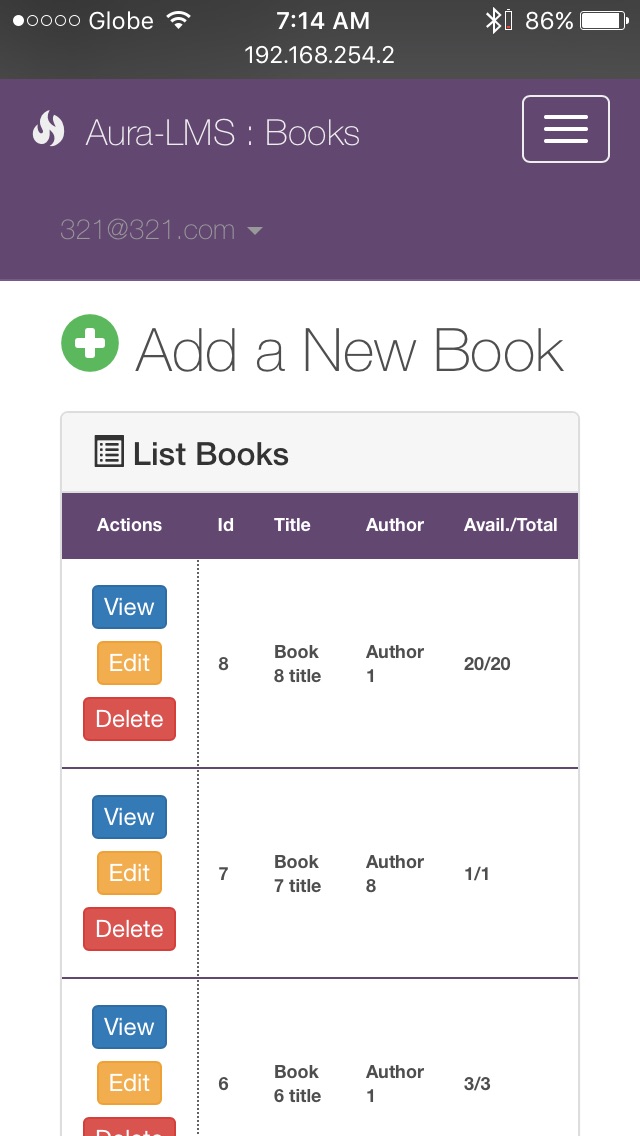 Globe 7:14 AM 86%
192.168.254.2
Aura-LMS : Books
321@321.com
Add a New Book
List Books
Actions Id Title Author Avail./Total
View
Edit
Delete
8
Book
8 title
Author
1
20/20
View
Edit
Delete
7
Book
7 title
Author
8
1/1
View
Edit
Delete
6
Book
6 title
Author
1
3/3